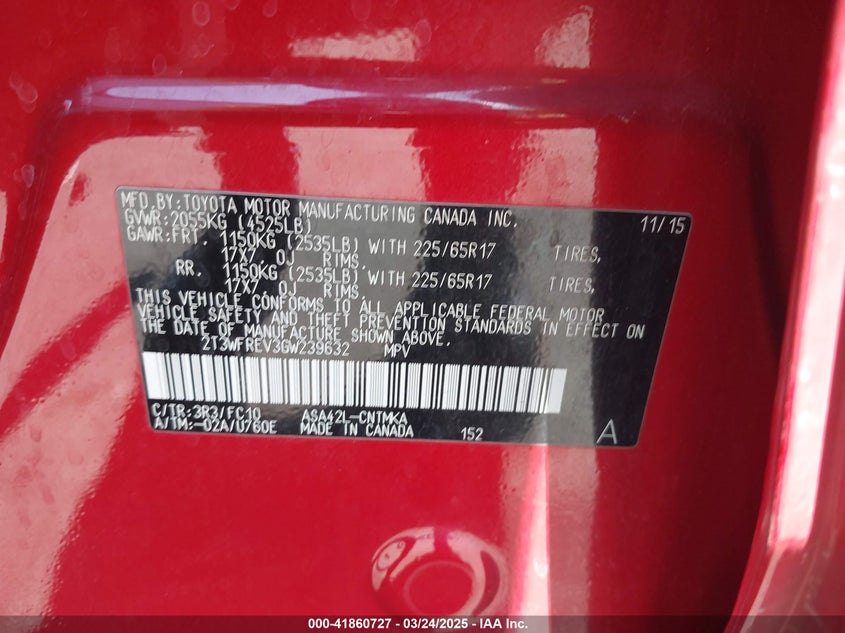 MFD.BY:TOYOTA MOTOR MANUFACTURING CANADA INC. 11/15
GVWR:2055KG (4525LB)
GAWR:FRT. 1150KG (2535LB) WITH 225/65R17 TIRES,
17X7 OJ RIMS,
RR. 1150KG (2535LB) WITH 225/65R17 TIRES,
17X7 OJ RIMS,
THIS VEHICLE CONFORMS TO ALL APPLICABLE FEDERAL MOTOR
VEHICLE SAFETY AND THEFT PREVENTION STANDARDS IN EFFECT ON
THE DATE OF MANUFACTURE SHOWN ABOVE.
2T3WFREV3GW239632 MPV
C/TR:3R3/FC10 ASA42L-CNTMKA
A/TM:-02A/U760E MADE IN CANADA 152 A
000-41860727 - 03/24/2025 - IAA Inc.